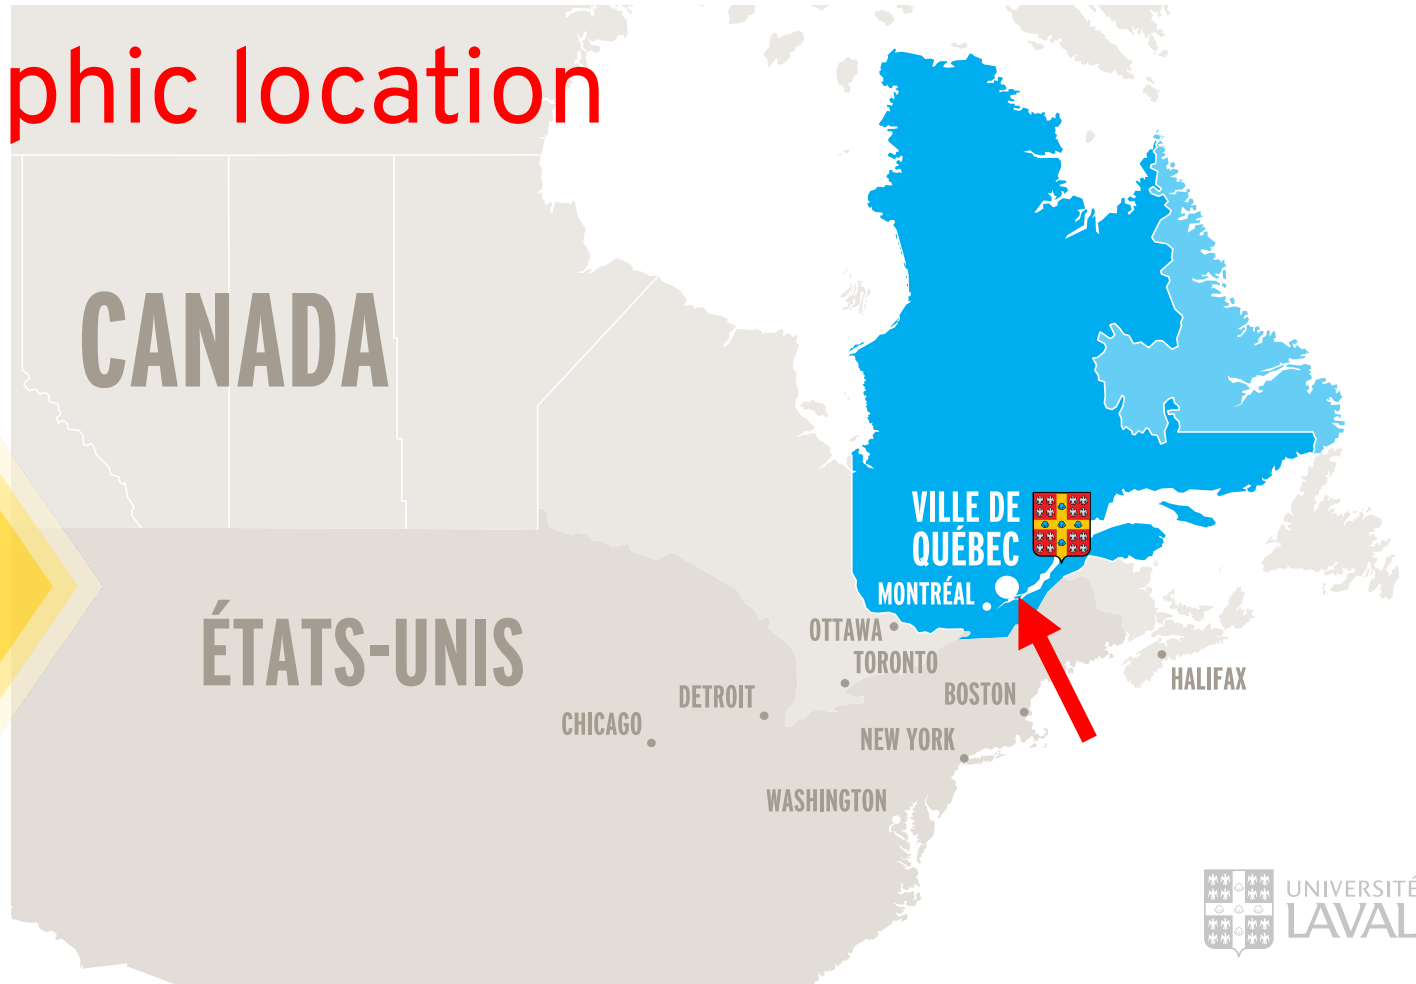 phic location
CANADA
VILLE DE
QUÉBEC
MONTRÉAL
OTTAWA
ÉTATS-UNIS
TORONTO
HALIFAX
DETROIT
BOSTON
CHICAGO
NEW YORK
WASHINGTON
UNIVERSITÉ
LAVAL